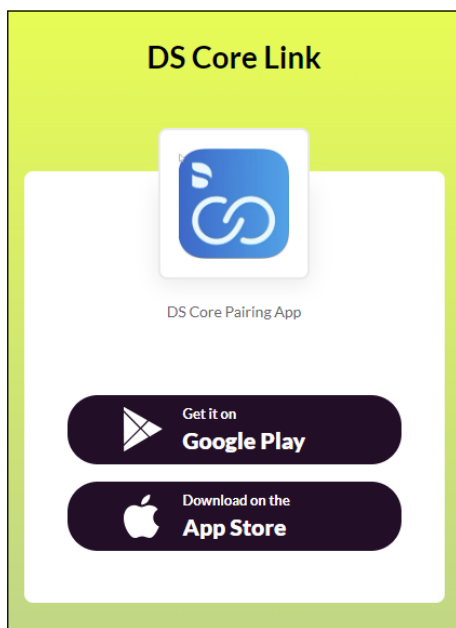 DS Core Link
DS Core Pairing App
Get it on
Google Play
Download on the
App Store